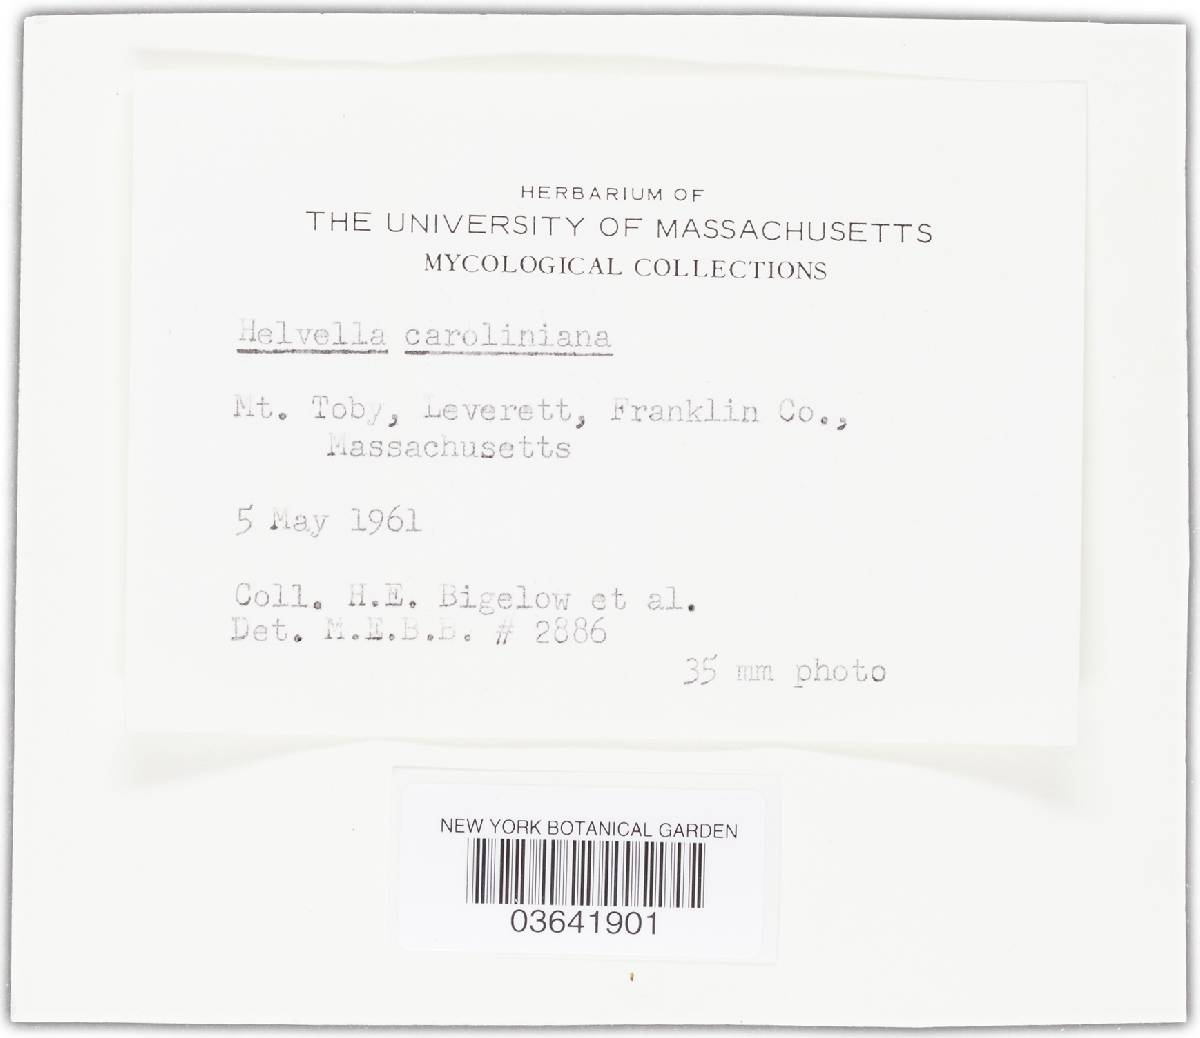 HERBARIUM OF
THE UNIVERSITY OF MASSACHUSETTS
MYCOLOGICAL COLLECTIONS
Helvella caroliniana
Mt. Toby, Leverett, Franklin Co.,
Massachusetts
5 May 1961
Coll. H.E. Bigelow et al.
Det. M.E.B.B. # 2886
35 mm photo
NEW YORK BOTANICAL GARDEN
03641901